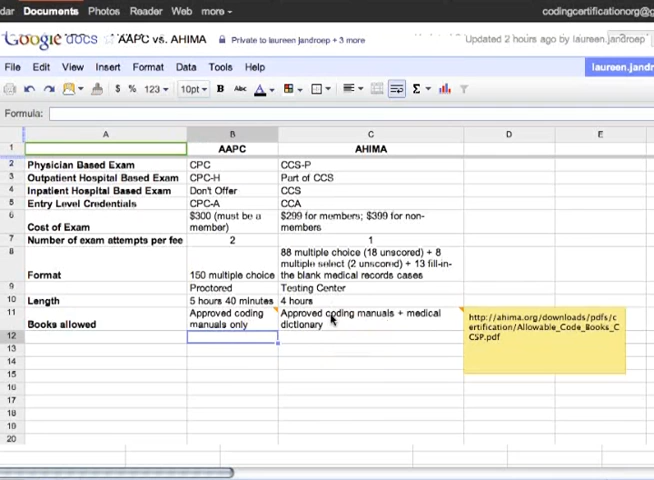 Documents Photos Reader Web more codingcertificationorg@g
Google docs AAPC vs. AHIMA Private to laureen jandroep + 3 more Updated 2 hours ago by laureen.jandroep
File Edit View Insert Format Data Tools Help laureen.jandr
$ % 123 10pt B Abc A Σ
Formula:
A B C D E
1 AAPC AHIMA
2 Physician Based Exam CPC CCS-P
3 Outpatient Hospital Based Exam CPC-H Part of CCS
4 Inpatient Hospital Based Exam Don't Offer CCS
5 Entry Level Credentials CPC-A CCA
6 $300 (must be a $299 for members; $399 for non-
Cost of Exam member) members
7 Number of exam attempts per fee 2 1
8 88 multiple choice (18 unscored) + 8
multiple select (2 unscored) + 13 fill-in-
Format 150 multiple choice the blank medical records cases
9 Proctored Testing Center
10 Length 5 hours 40 minutes 4 hours
11 Approved coding Approved coding manuals + medical
Books allowed manuals only dictionary
http://ahima.org/downloads/pdfs/c
ertification/Allowable_Code_Books_C
CSP.pdf
12
13
14
15
16
17
18
19
20